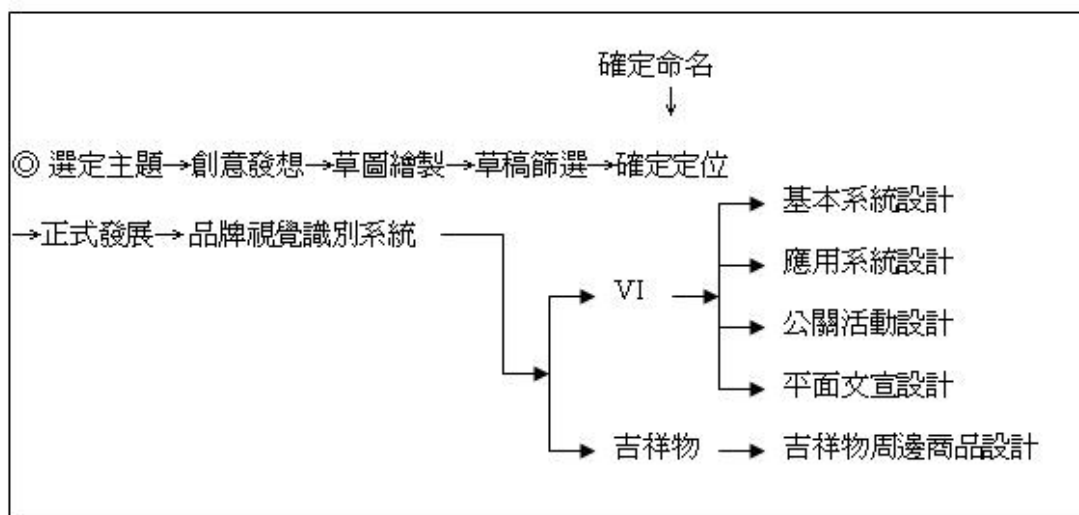 確定命名
↓
◎ 選定主題→創意發想→草圖繪製→草稿篩選→確定定位
基本系統設計
→正式發展→品牌視覺識別系統
應用系統設計
VI
公關活動設計
平面文宣設計
吉祥物
吉祥物周邊商品設計